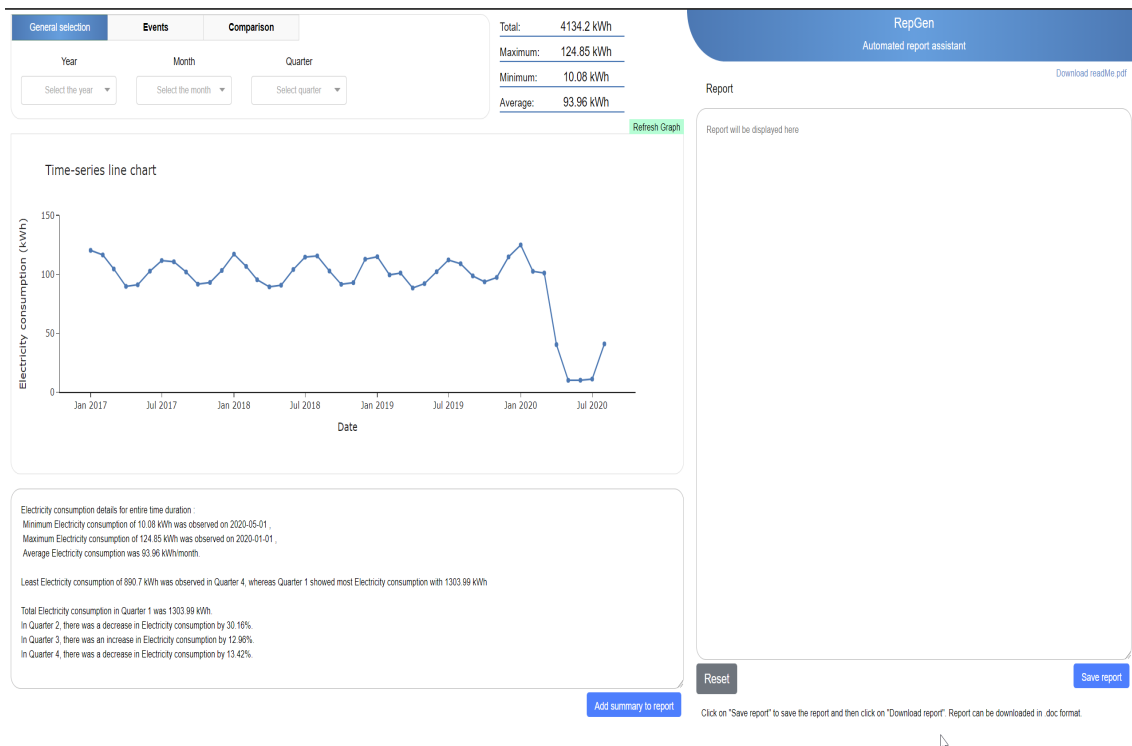 General selection
Events
Comparison
Year
Month
Quarter
Select the year
Select the month
Select quarter
Total: 4134.2 kWh
Maximum: 124.85 kWh
Minimum: 10.08 kWh
Average: 93.96 kWh
Refresh Graph
Time-series line chart
Electricity consumption (kWh)
150
100
50
0
Jan 2017
Jul 2017
Jan 2018
Jul 2018
Jan 2019
Jul 2019
Jan 2020
Jul 2020
Date
Electricity consumption details for entire time duration :
Minimum Electricity consumption of 10.08 kWh was observed on 2020-05-01 ,
Maximum Electricity consumption of 124.85 kWh was observed on 2020-01-01 ,
Average Electricity consumption was 93.96 kWh/month.
Least Electricity consumption of 890.7 kWh was observed in Quarter 4, whereas Quarter 1 showed most Electricity consumption with 1303.99 kWh
Total Electricity consumption in Quarter 1 was 1303.99 kWh.
In Quarter 2, there was a decrease in Electricity consumption by 30.16%.
In Quarter 3, there was an increase in Electricity consumption by 12.96%.
In Quarter 4, there was a decrease in Electricity consumption by 13.42%.
Add summary to report
RepGen
Automated report assistant
Download readMe.pdf
Report
Report will be displayed here
Reset
Save report
Click on "Save report" to save the report and then click on "Download report". Report can be downloaded in .doc format.